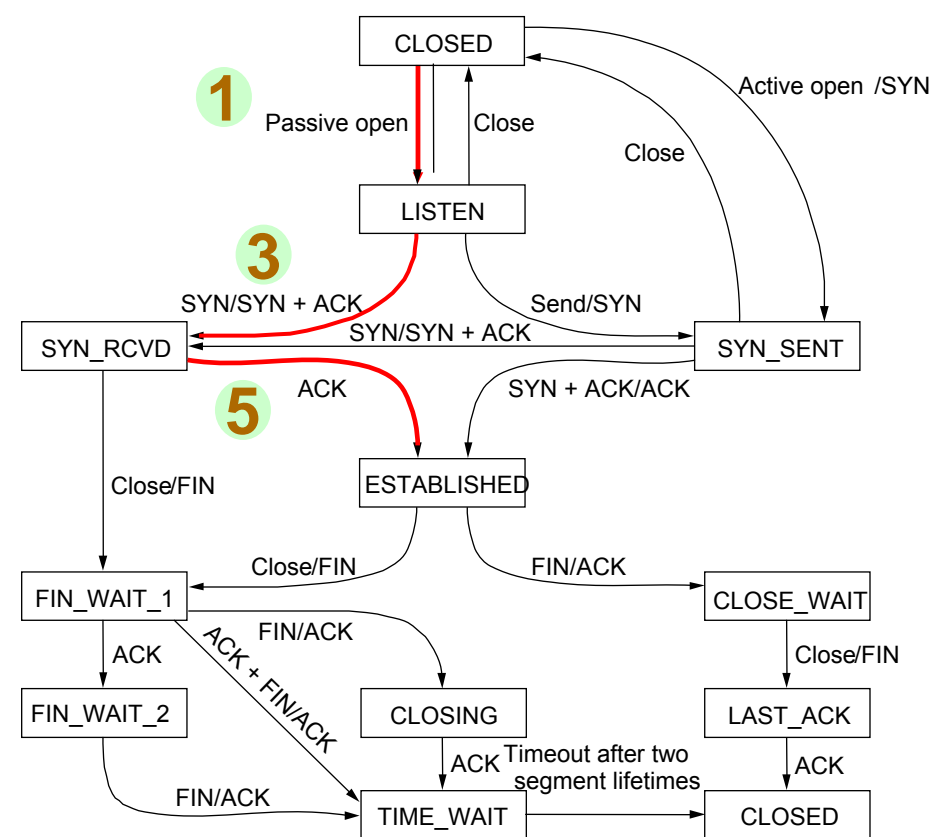 CLOSED
1
Active open /SYN
Passive open
Close
Close
LISTEN
3
SYN/SYN + ACK
Send/SYN
SYN/SYN + ACK
SYN_RCVD
SYN_SENT
ACK
SYN + ACK/ACK
5
ESTABLISHED
Close/FIN
Close/FIN
FIN/ACK
FIN_WAIT_1
CLOSE_WAIT
FIN/ACK
ACK
ACK + FIN/ACK
Close/FIN
FIN_WAIT_2
CLOSING
LAST_ACK
ACK
Timeout after two
segment lifetimes
ACK
FIN/ACK
TIME_WAIT
CLOSED